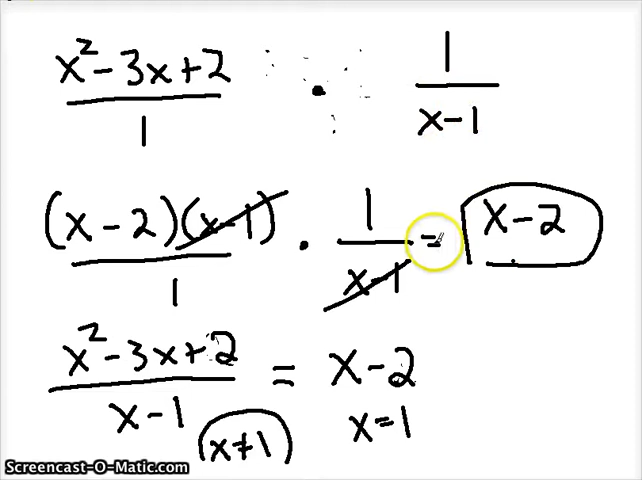 x² - 3x + 2 / 1 · 1 / x - 1
(x - 2)(x - 1) / 1 · 1 / x - 1 = x - 2
x² - 3x + 2 / x - 1 = x - 2
x ≠ 1 x = 1
Screencast-O-Matic.com